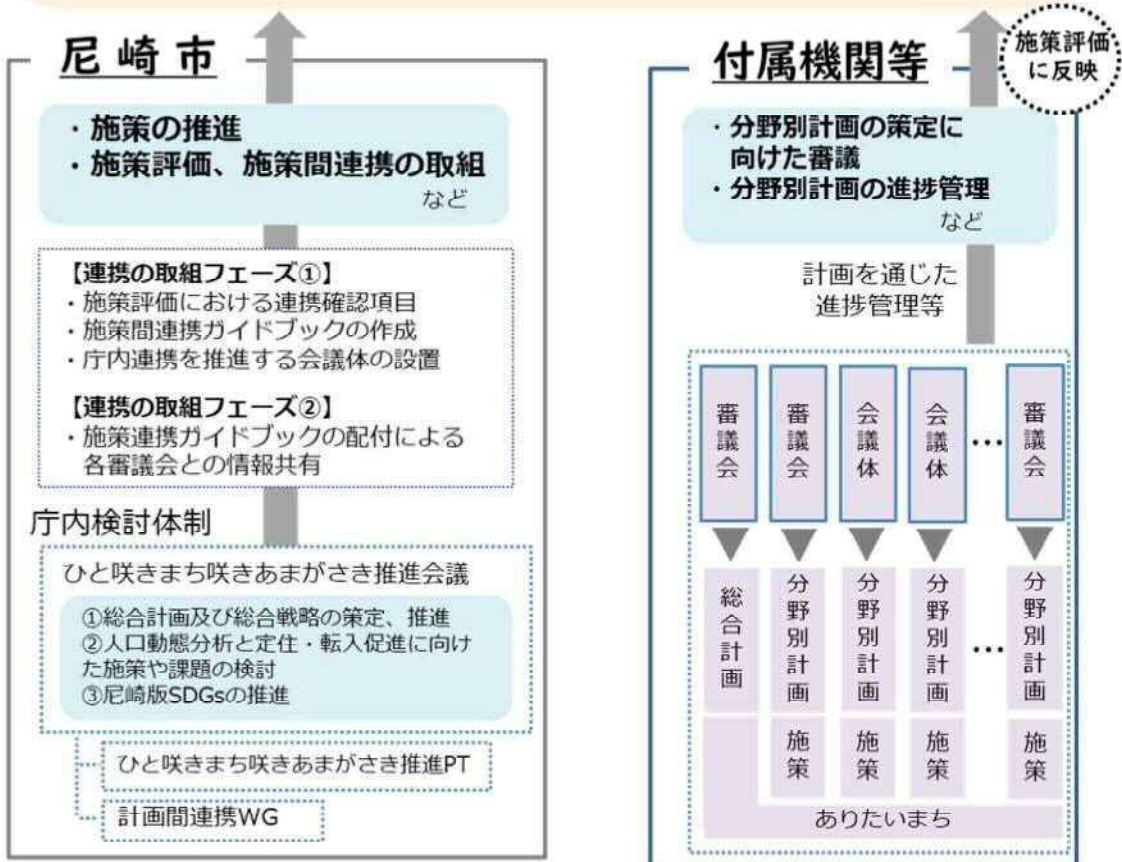 尼崎市
・施策の推進
・施策評価、施策間連携の取組
など
【連携の取組フェーズ①】
・施策評価における連携確認項目
・施策間連携ガイドブックの作成
・庁内連携を推進する会議体の設置
【連携の取組フェーズ②】
・施策連携ガイドブックの配付による
各審議会との情報共有
庁内検討体制
ひと咲きまち咲きあまがさき推進会議
①総合計画及び総合戦略の策定、推進
②人口動態分析と定住・転入促進に向け
た施策や課題の検討
③尼崎版SDGsの推進
ひと咲きまち咲きあまがさき推進PT
計画間連携WG
付属機関等
施策評価
に反映
・分野別計画の策定に
向けた審議
・分野別計画の進捗管理
など
計画を通じた
進捗管理等
審議会
審議会
会議体
会議体
…
審議会
総合計画
分野別計画
分野別計画
分野別計画
…
分野別計画
施策
施策
施策
施策
ありたいまち